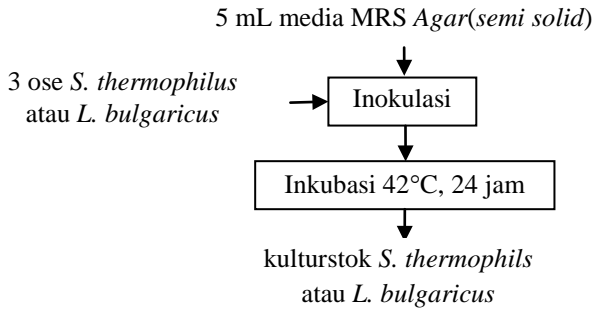 5 mL media MRS Agar(semi solid)
3 ose S. thermophilus
atau L. bulgaricus
Inokulasi
Inkubasi 42°C, 24 jam
kulturstok S. thermophils
atau L. bulgaricus